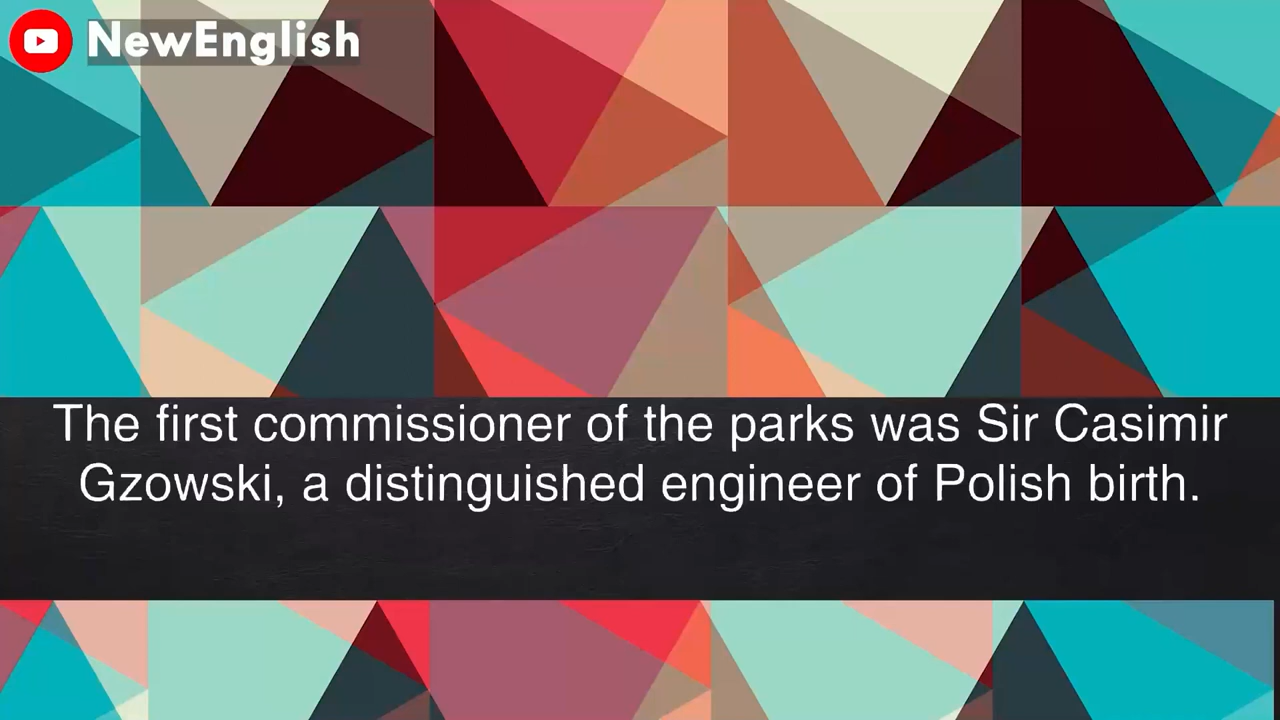 NewEnglish
The first commissioner of the parks was Sir Casimir
Gzowski, a distinguished engineer of Polish birth.